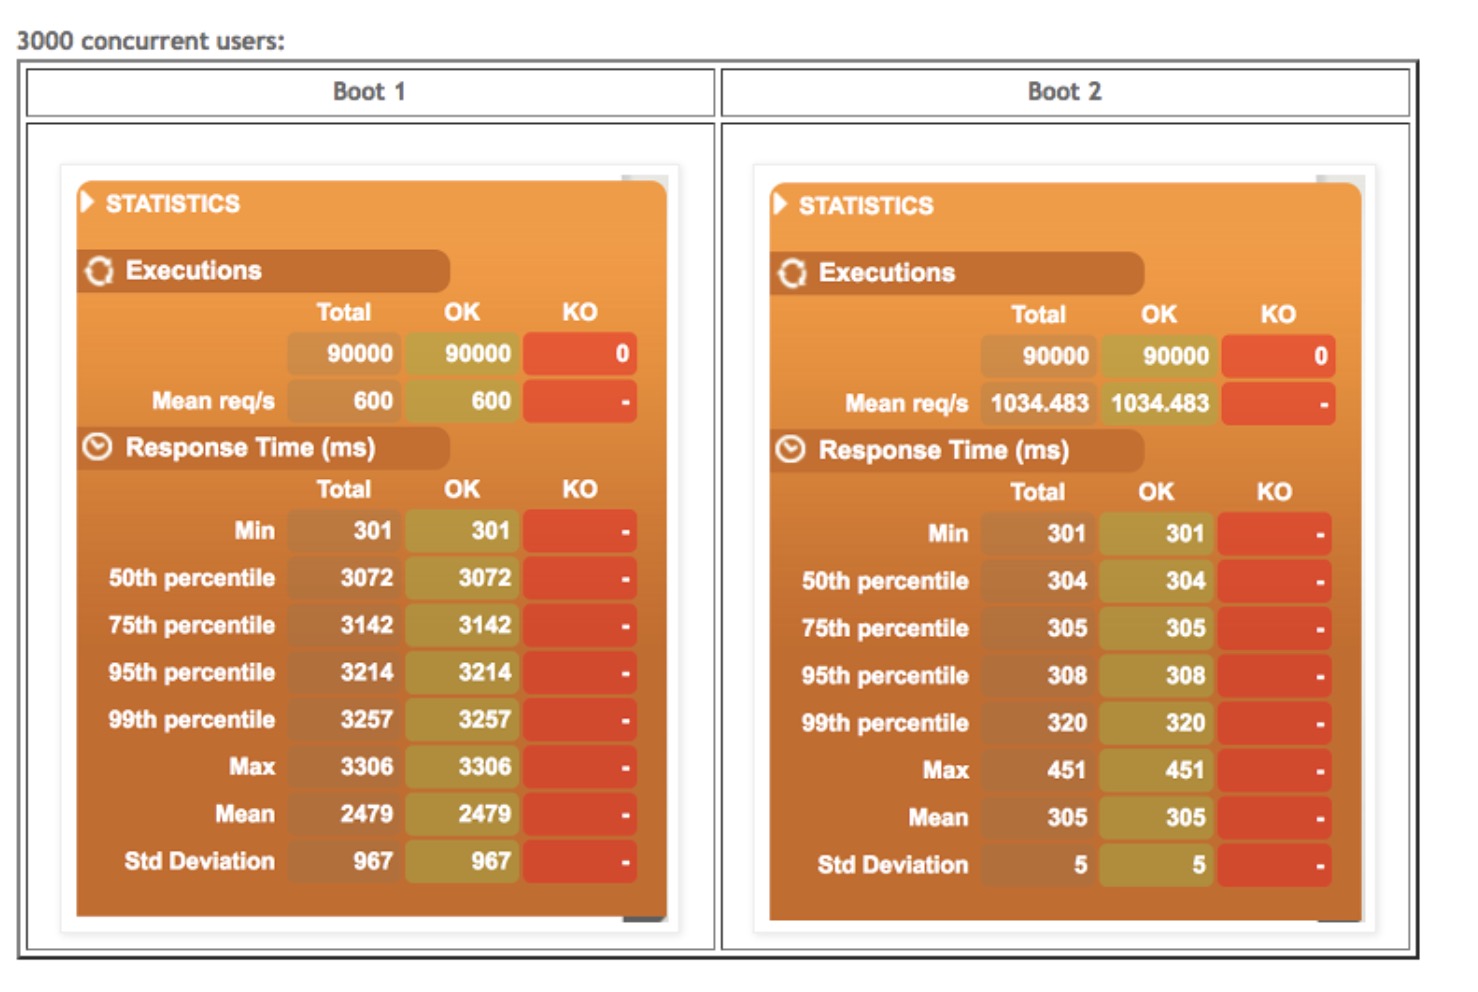 3000 concurrent users:
Boot 1
Boot 2
STATISTICS
Executions
Total OK KO
90000 90000 0
Mean req/s 600 600 -
Response Time (ms)
Total OK KO
Min 301 301 -
50th percentile 3072 3072 -
75th percentile 3142 3142 -
95th percentile 3214 3214 -
99th percentile 3257 3257 -
Max 3306 3306 -
Mean 2479 2479 -
Std Deviation 967 967 -
STATISTICS
Executions
Total OK KO
90000 90000 0
Mean req/s 1034.483 1034.483 -
Response Time (ms)
Total OK KO
Min 301 301 -
50th percentile 304 304 -
75th percentile 305 305 -
95th percentile 308 308 -
99th percentile 320 320 -
Max 451 451 -
Mean 305 305 -
Std Deviation 5 5 -